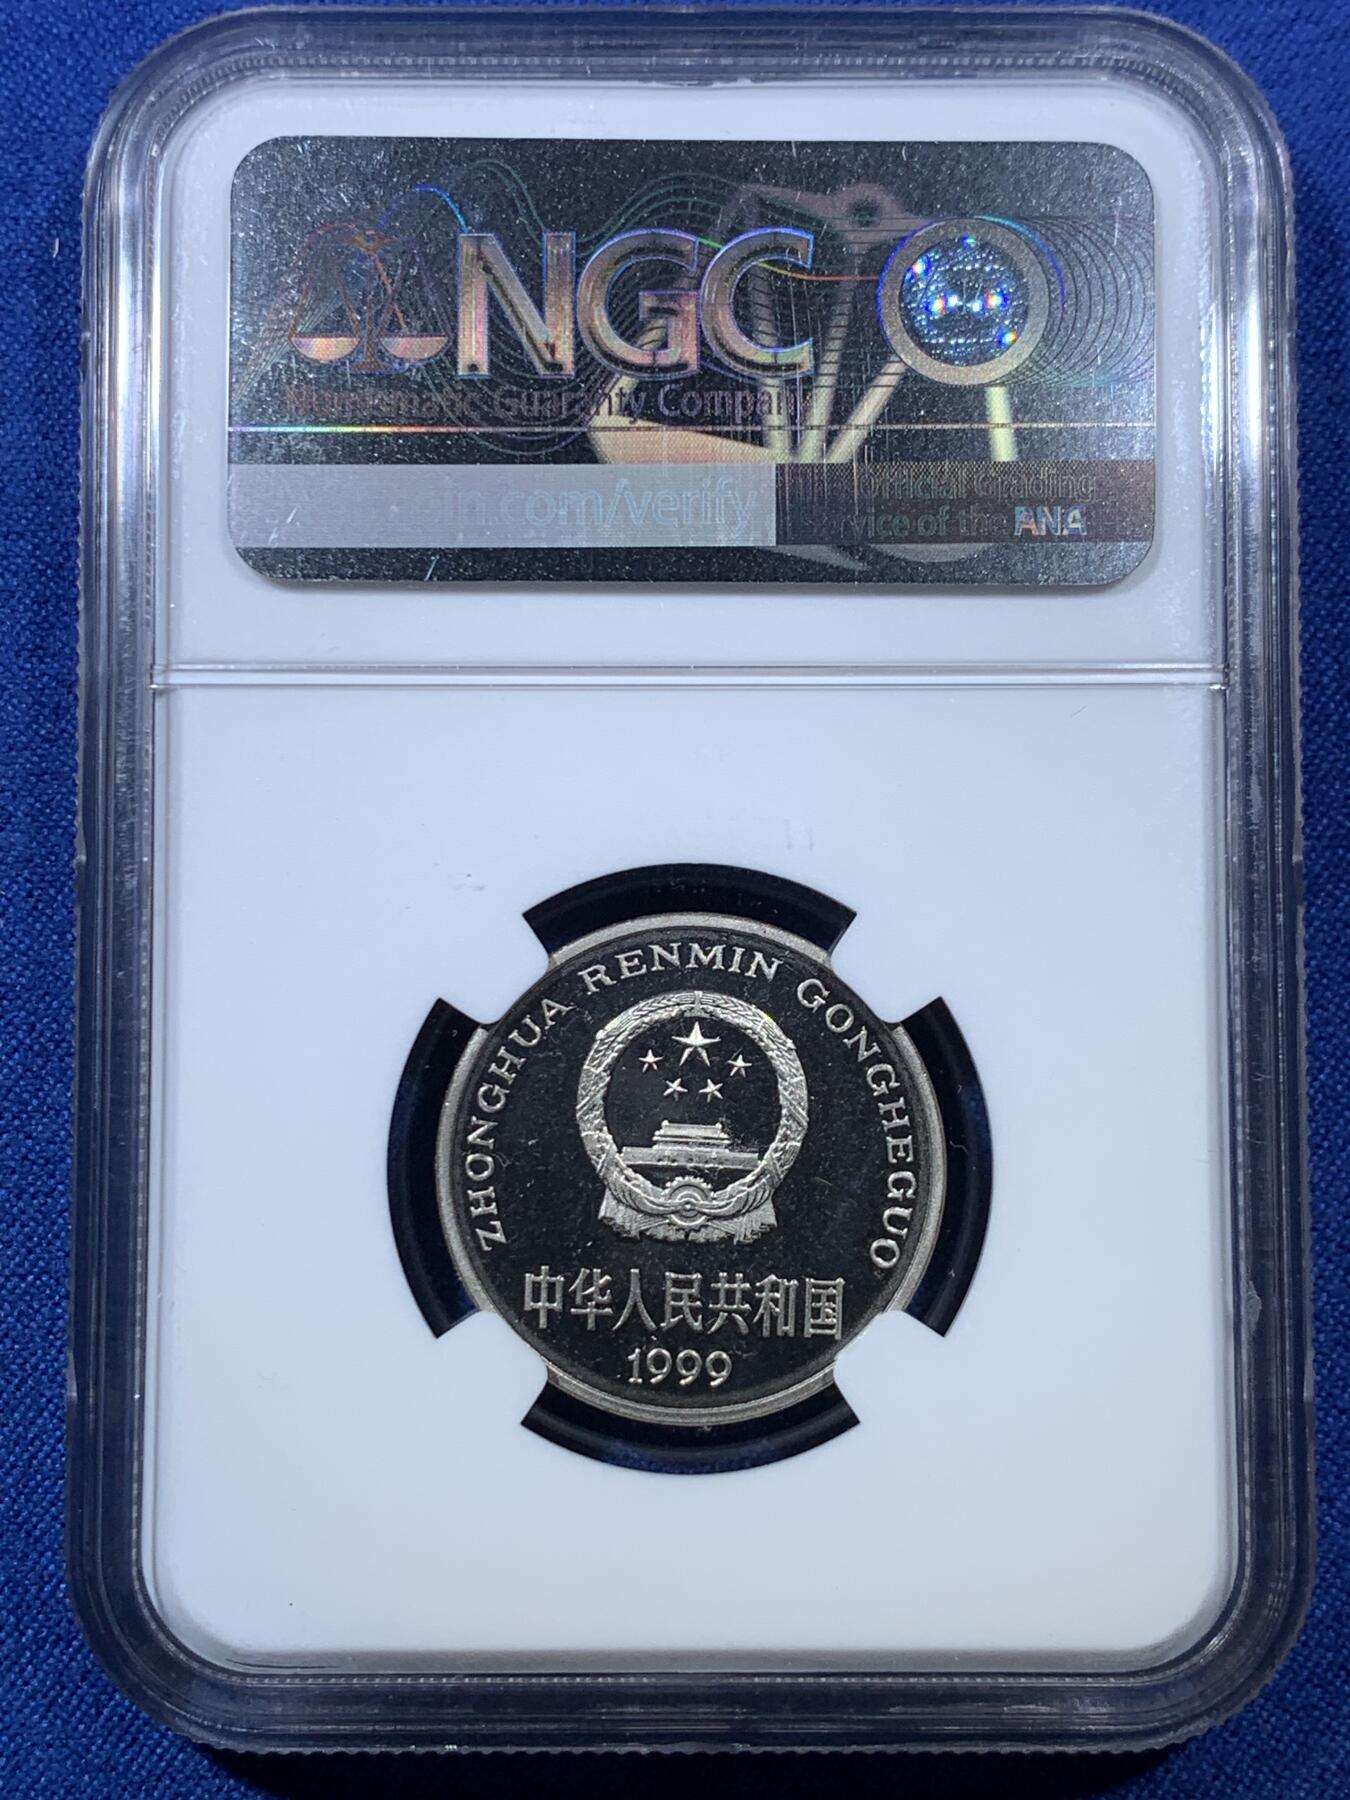 NGC
Numismatic Guaranty Company
coin.com/verify
Official Grading
vice of the ANA
ZHONGHUA RENMIN GONGHEGUO
中华人民共和国
1999